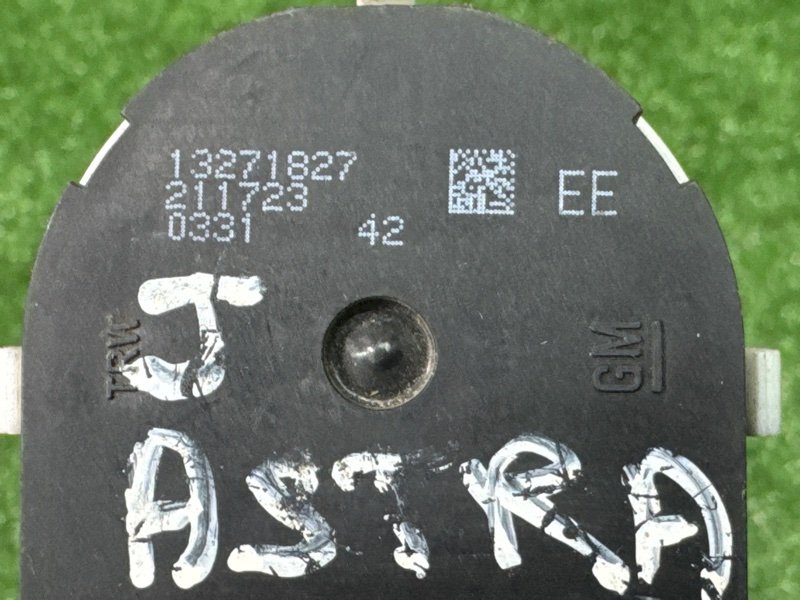 13271827
211723
0331 42
EE
J
TRW
GM
ASTRA